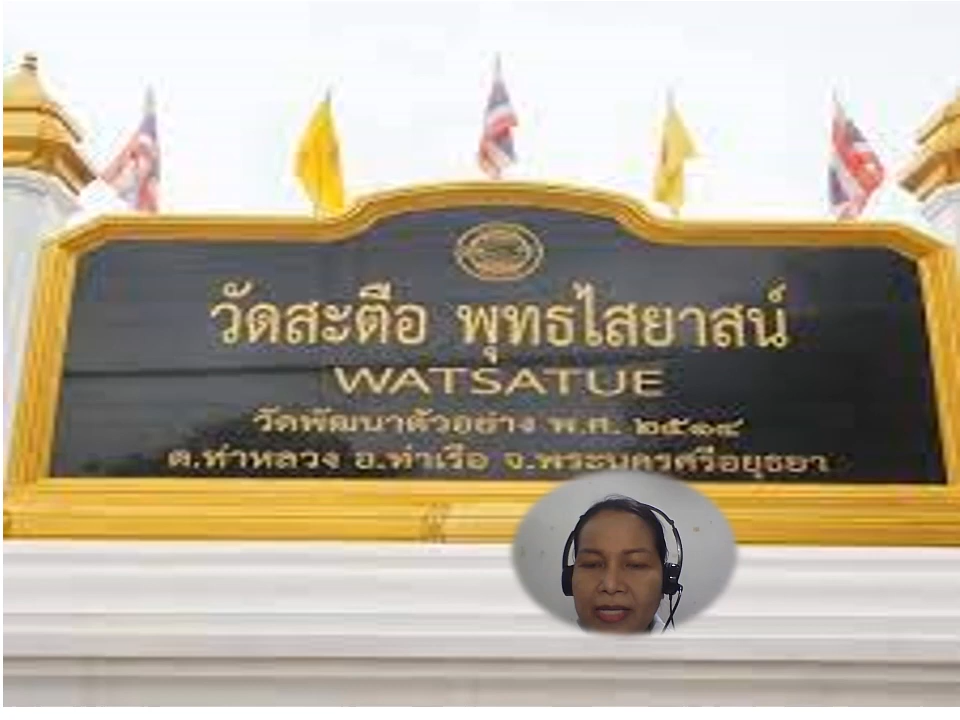 วัดสะตือ พุทธไสยาสน์
WATSATUE
วัดพัฒนาตัวอย่าง พ.ศ. ๒๕๑๘
ต.ท่าหลวง อ.ท่าเรือ จ.พระนครศรีอยุธยา